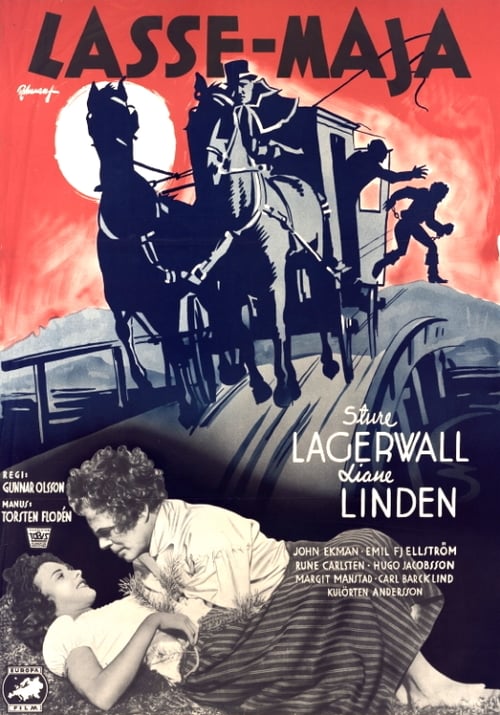 LASSE-MAJA
REGI:
GUNNAR OLSSON
MANUS:
TORSTEN FLODÉN
Sture
LAGERWALL
Liane
LINDEN
JOHN EKMAN · EMIL FJELLSTRÖM
RUNE CARLSTEN · HUGO JACOBSSON
MARGIT MANSTAD · CARL BARCKLIND
KULÖRTEN ANDERSSON
EUROPA
FILM